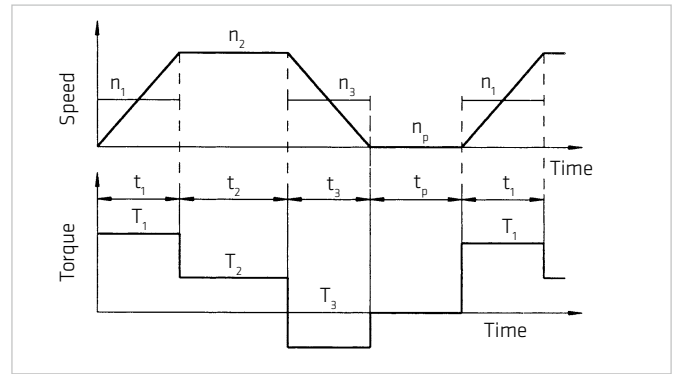 n₂
n₁ n₃ n₁
Speed
nₚ
Time
t₁ t₂ t₃ tₚ t₁
T₁ T₁
Torque
T₂
T₃
Time